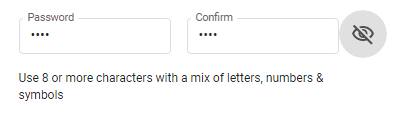 Password Confirm
•••• ••••
Use 8 or more characters with a mix of letters, numbers &
symbols